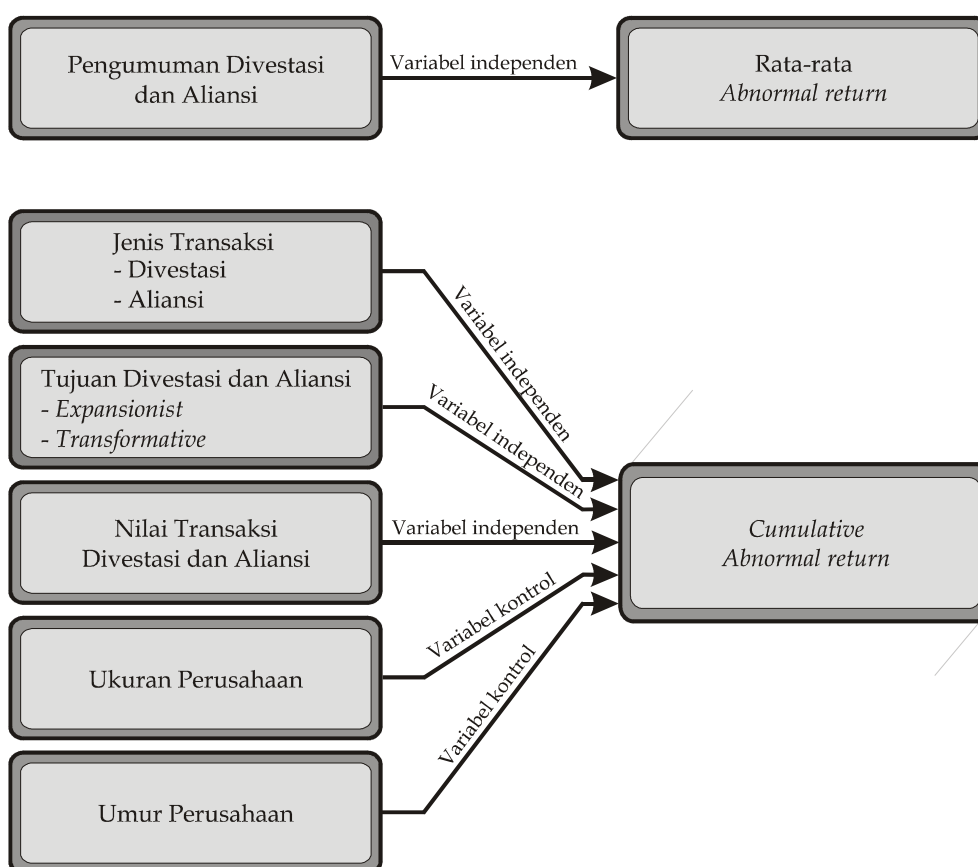 Pengumuman Divestasi
dan Aliansi
Variabel independen
Rata-rata
Abnormal return
Jenis Transaksi
- Divestasi
- Aliansi
Variabel independen
Tujuan Divestasi dan Aliansi
- Expansionist
- Transformative
Variabel independen
Nilai Transaksi
Divestasi dan Aliansi
Variabel independen
Cumulative
Abnormal return
Ukuran Perusahaan
Variabel kontrol
Umur Perusahaan
Variabel kontrol